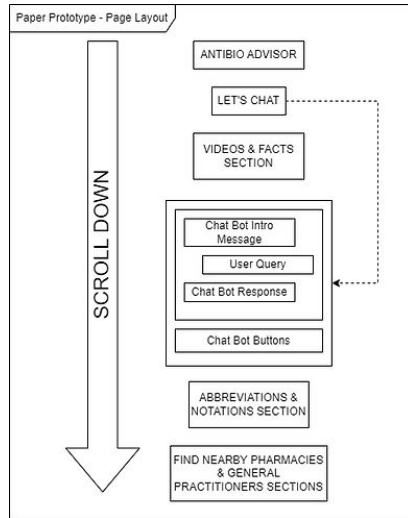 Paper Prototype - Page Layout
ANTIBIO ADVISOR
LET'S CHAT
VIDEOS & FACTS
SECTION
SCROLL DOWN
Chat Bot Intro
Message
User Query
Chat Bot Response
Chat Bot Buttons
ABBREVIATIONS &
NOTATIONS SECTION
FIND NEARBY PHARMACIES
& GENERAL
PRACTITIONERS SECTIONS